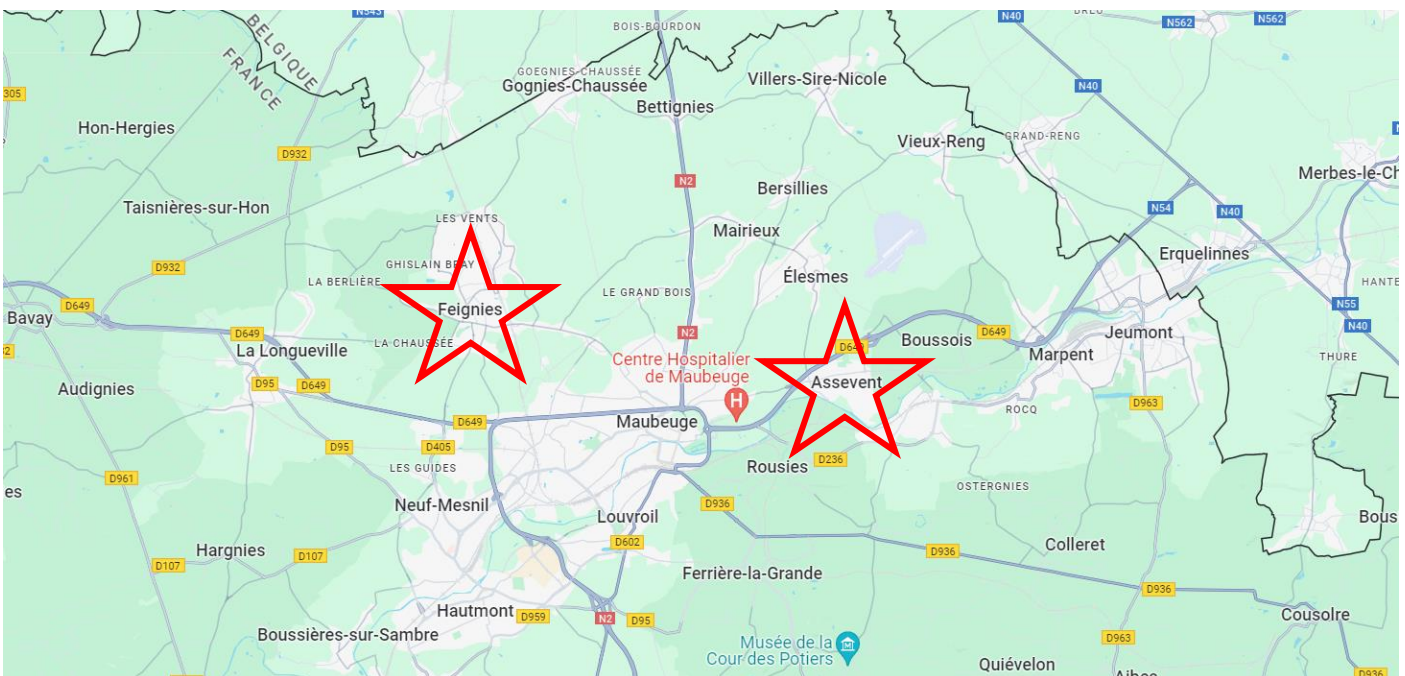 N543
BOIS-BOURDON
N40
N562
N562
BELGIQUE
FRANCE
GOEGNIES-CHAUSSÉE
Gognies-Chaussée
Villers-Sire-Nicole
305
N40
Bettignies
Hon-Hergies
D932
Vieux-Reng
GRAND-RENG
Merbes-le-Ch
N2
Bersillies
Taisnières-sur-Hon
LES VENTS
N54
N40
Mairieux
Erquelinnes
D932
GHISLAIN BRAY
LA BERLIÈRE
LE GRAND BOIS
Élesmes
HANTE
D649
Bavay
Feignies
N55
N40
D649
LA CHAUSSÉE
N2
D649
Boussois
D649
Jeumont
La Longueville
Centre Hospitalier
de Maubeuge
H
Marpent
THURE
Audignies
D95
D649
Assevent
D963
ROCQ
D649
Maubeuge
D95
D405
LES GUIDES
Rousies
D236
D961
es
OSTERGNIES
Neuf-Mesnil
D936
Louvroil
Bous
Hargnies
D107
D107
D602
D936
Colleret
Ferrière-la-Grande
D936
Hautmont
D959
N2
D95
Cousolre
Boussières-sur-Sambre
Musée de la
Cour des Potiers
D963
Quiévelon
D936